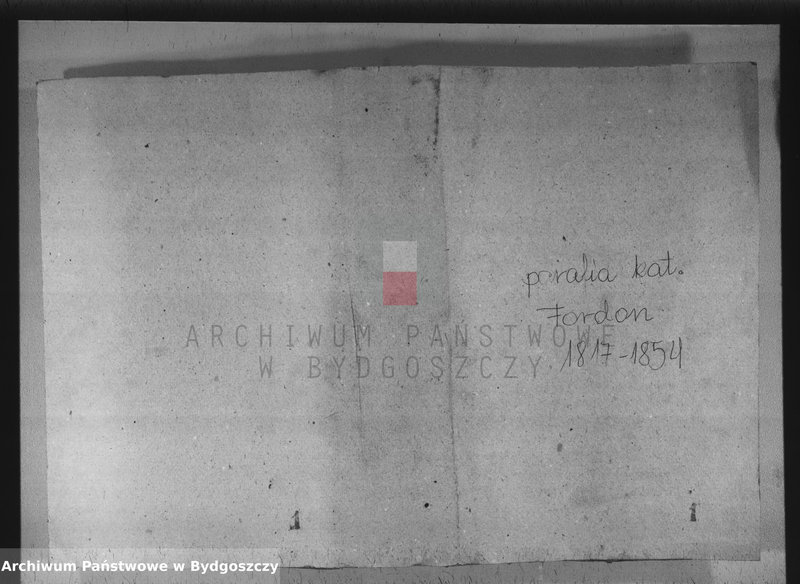 parafia kat.
Fordon
1817-1854
ARCHIWUM PAŃSTWOWE
W BYDGOSZCZY
1
1
Archiwum Państwowe w Bydgoszczy